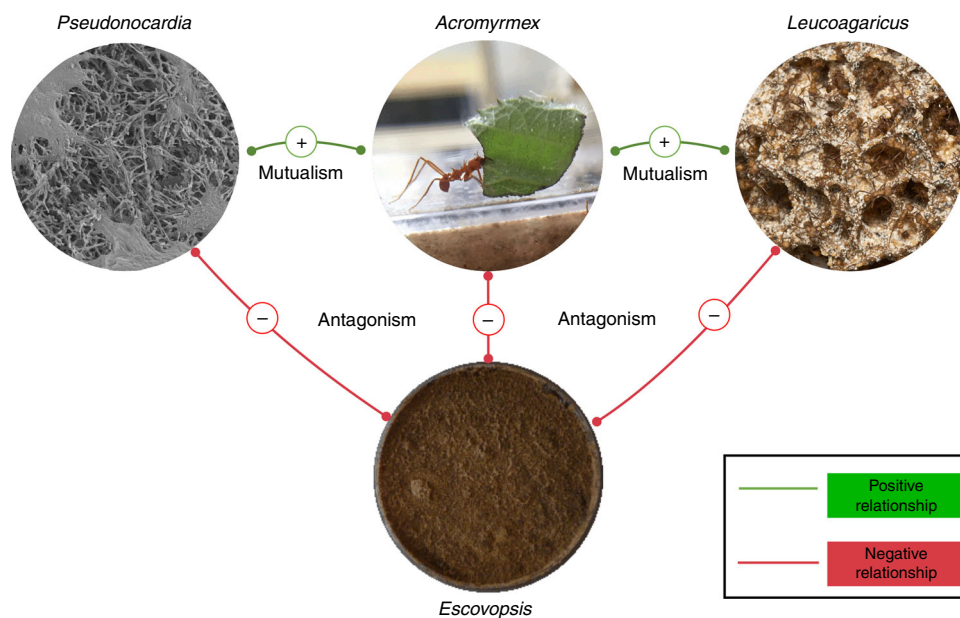 Pseudonocardia
Acromyrmex
Leucoagaricus
+
Mutualism
+
Mutualism
−
Antagonism
−
Antagonism
−
Escovopsis
Positive
relationship
Negative
relationship